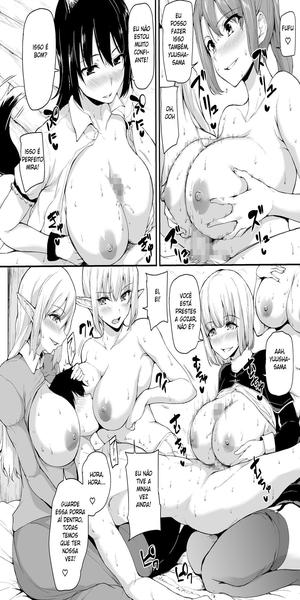 FUFU
♡
EU POSSO
FAZER
ISSO
TAMBÉM,
YUUSHA-
SAMA
OH,
OOH
EU NÃO
ESTOU
MUITO
CONFIANTE!
ISSO
É BOM?
ISSO É
PERFEITO
MIRA!
AAH,
YUUSHA-
SAMA
VOCÊ ESTÁ
PRESTES
A GOZAR,
NÃO É?
EI,
EI!
EU NÃO
TIVE A
MINHA
VEZ
AINDA!
HORA,
HORA...
GUARDE
ESSA PORRA
AÍ DENTRO,
TODAS
TEMOS
QUE TER
NOSSA
VEZ!
♡